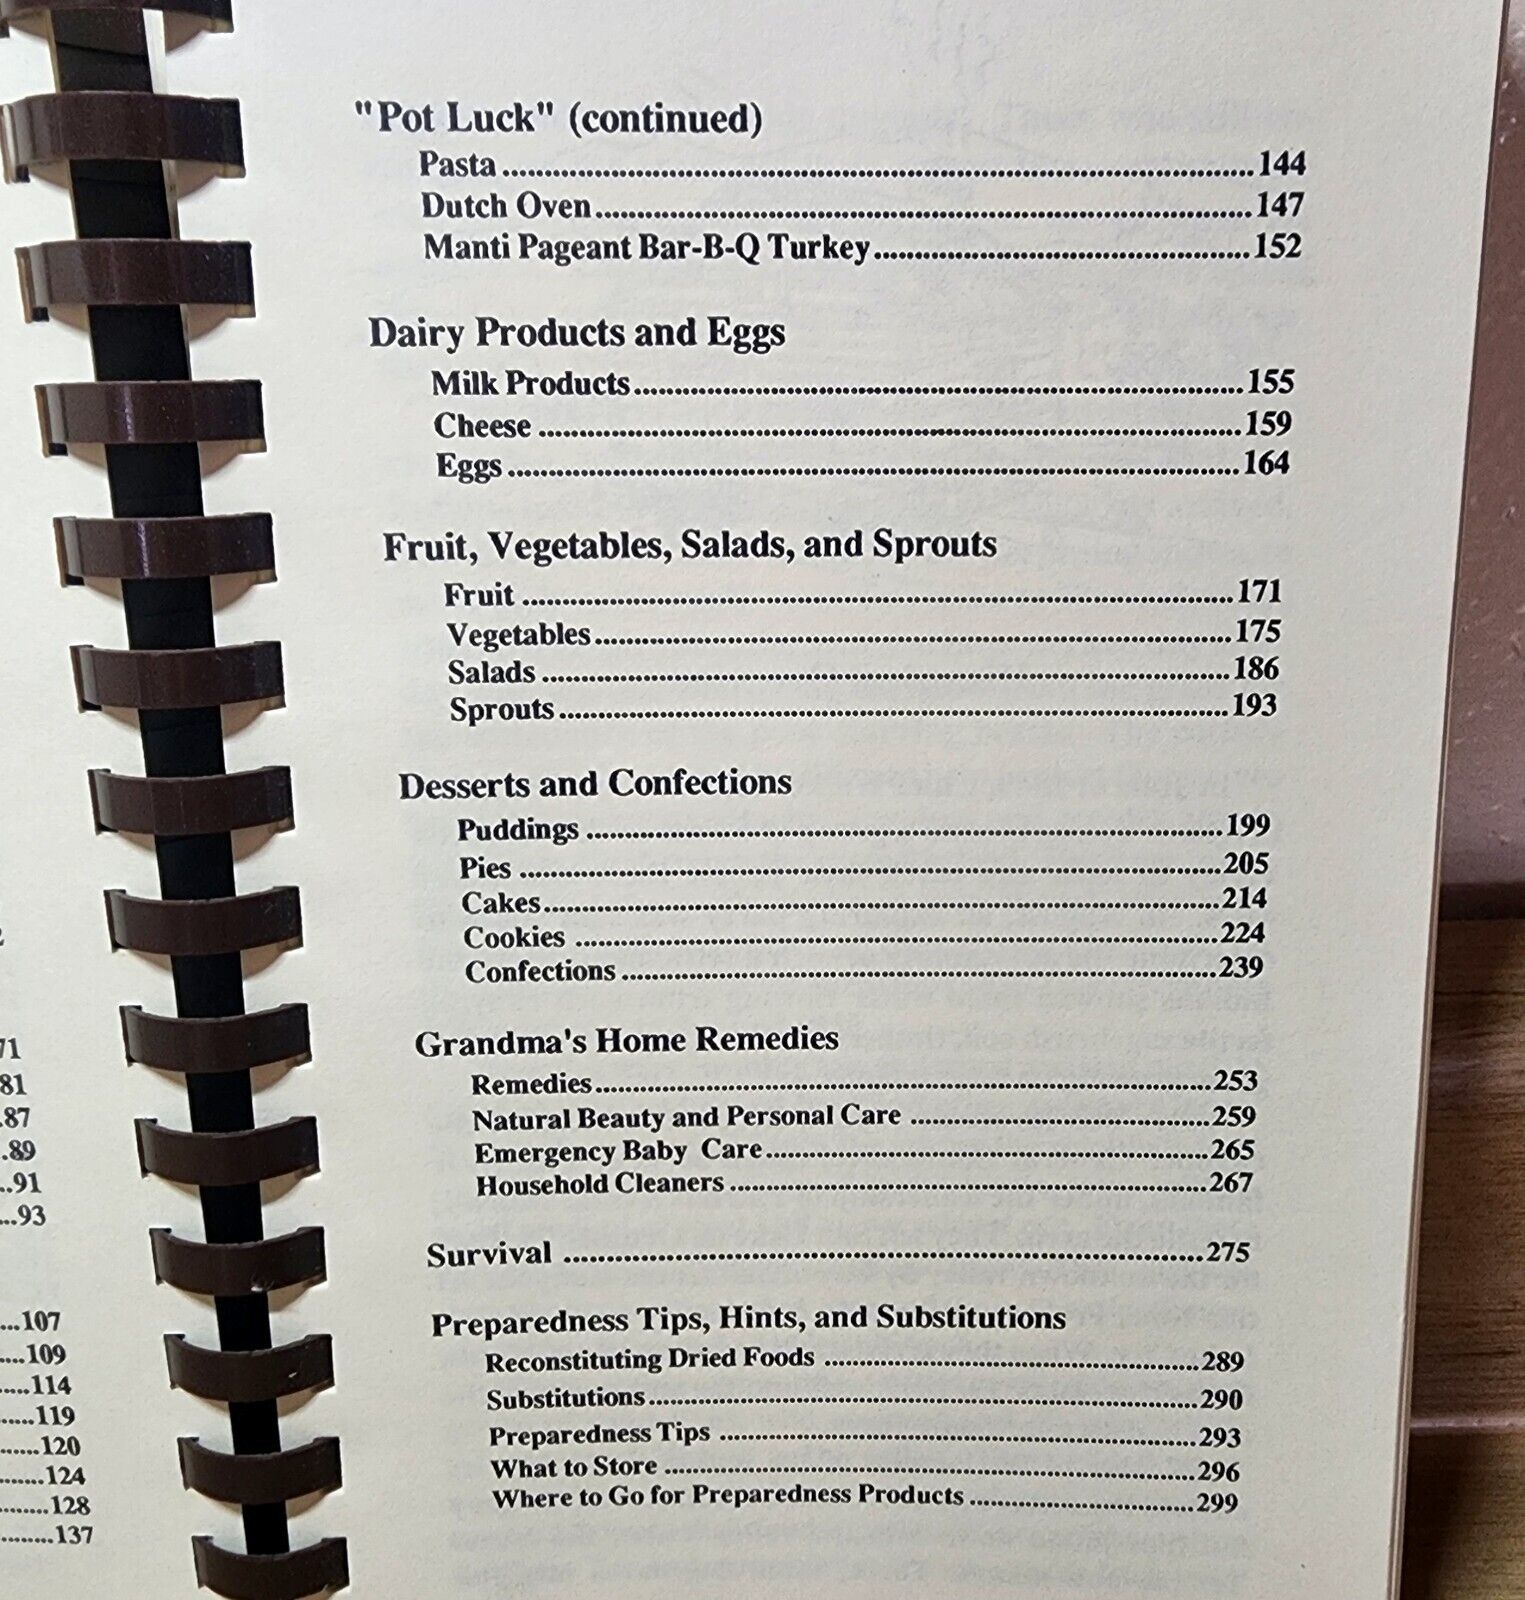 71
81
.87
.89
..91
...93
...107
....109
.....114
......119
.......120
.......124
........128
.........137
"Pot Luck" (continued)
Pasta ........ 144
Dutch Oven ........ 147
Manti Pageant Bar-B-Q Turkey ........ 152
Dairy Products and Eggs
Milk Products ........ 155
Cheese ........ 159
Eggs ........ 164
Fruit, Vegetables, Salads, and Sprouts
Fruit ........ 171
Vegetables ........ 175
Salads ........ 186
Sprouts ........ 193
Desserts and Confections
Puddings ........ 199
Pies ........ 205
Cakes ........ 214
Cookies ........ 224
Confections ........ 239
Grandma's Home Remedies
Remedies ........ 253
Natural Beauty and Personal Care ........ 259
Emergency Baby Care ........ 265
Household Cleaners ........ 267
Survival ........ 275
Preparedness Tips, Hints, and Substitutions
Reconstituting Dried Foods ........ 289
Substitutions ........ 290
Preparedness Tips ........ 293
What to Store ........ 296
Where to Go for Preparedness Products ........ 299